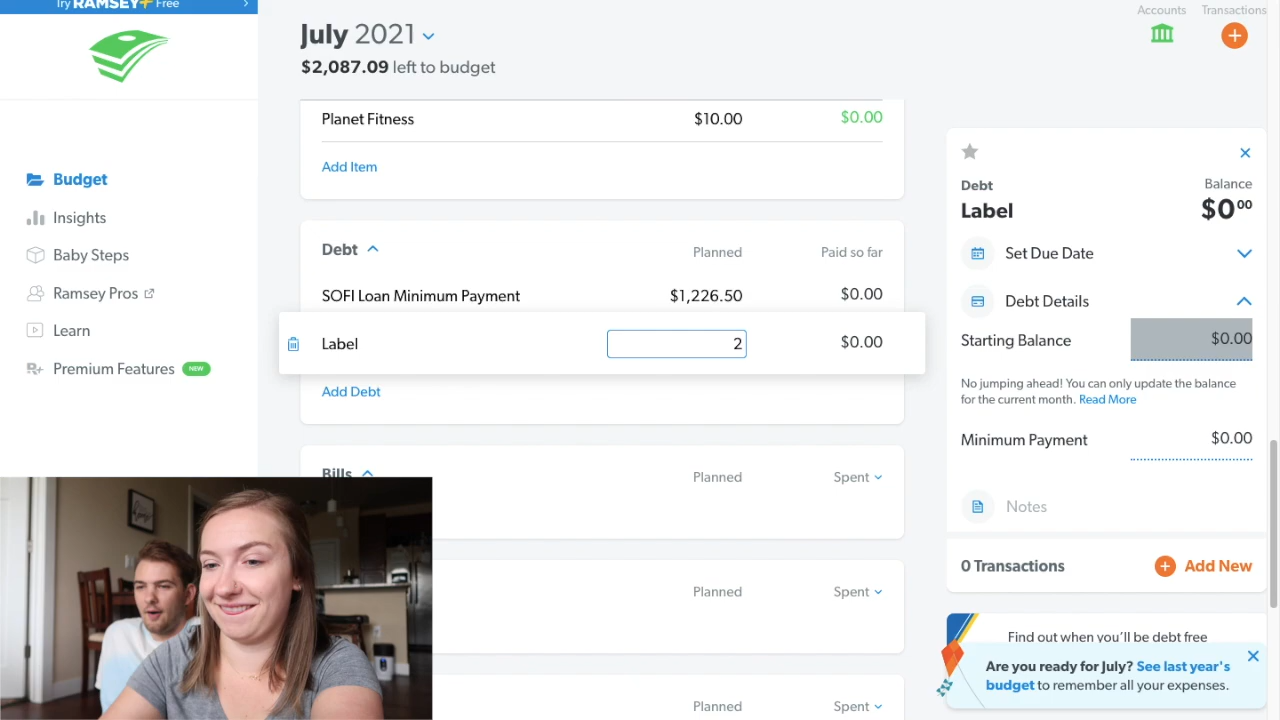 Try RAMSEY+ Free
July 2021
$2,087.09 left to budget
Accounts
Transactions
Budget
Insights
Baby Steps
Ramsey Pros
Learn
Premium Features NEW
Planet Fitness $10.00 $0.00
Add Item
Debt Planned Paid so far
SOFI Loan Minimum Payment $1,226.50 $0.00
Label 2 $0.00
Add Debt
Bills Planned Spent
Planned Spent
Planned Spent
Debt
Balance
Label $0 00
Set Due Date
Debt Details
Starting Balance $0.00
No jumping ahead! You can only update the balance
for the current month. Read More
Minimum Payment $0.00
Notes
0 Transactions Add New
Find out when you'll be debt free
Are you ready for July? See last year's
budget to remember all your expenses.